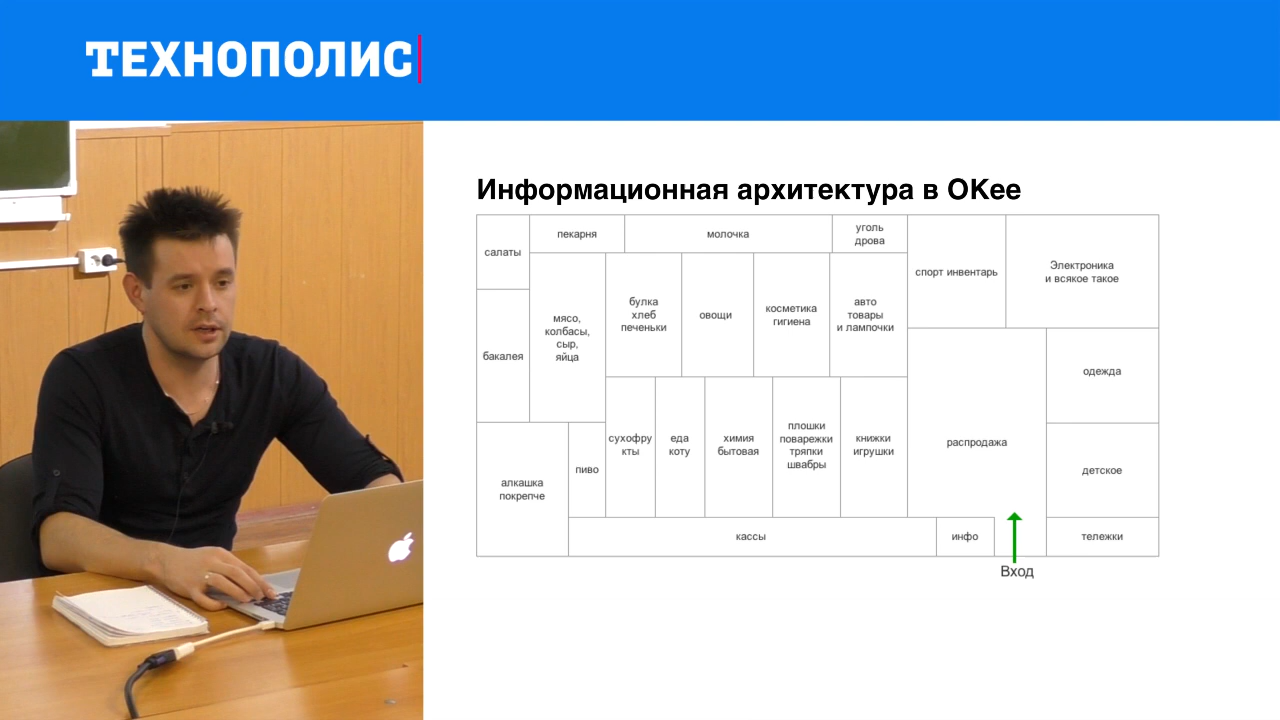 ТЕХНОПОЛИС
Информационная архитектура в ОКее
салаты
пекарня
молочка
уголь
дрова
спорт инвентарь
Электроника
и всякое такое
бакалея
мясо,
колбасы,
сыр,
яйца
булка
хлеб
печеньки
овощи
косметика
гигиена
авто
товары
и лампочки
одежда
алкашка
покрепче
пиво
сухофру
кты
еда
коту
химия
бытовая
плошки
поварежки
тряпки
швабры
книжки
игрушки
распродажа
детское
кассы
инфо
тележки
Вход